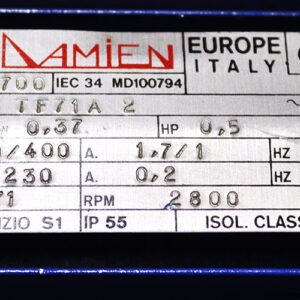 DAMIEN EUROPE
ITALY
700 IEC 34 MD100794
TF71A 2
0,37 HP 0,5
/400 A. 1,7/1 HZ
230 A. 0,2 HZ
71 RPM 2800
ZIO S1 IP 55 ISOL. CLASS